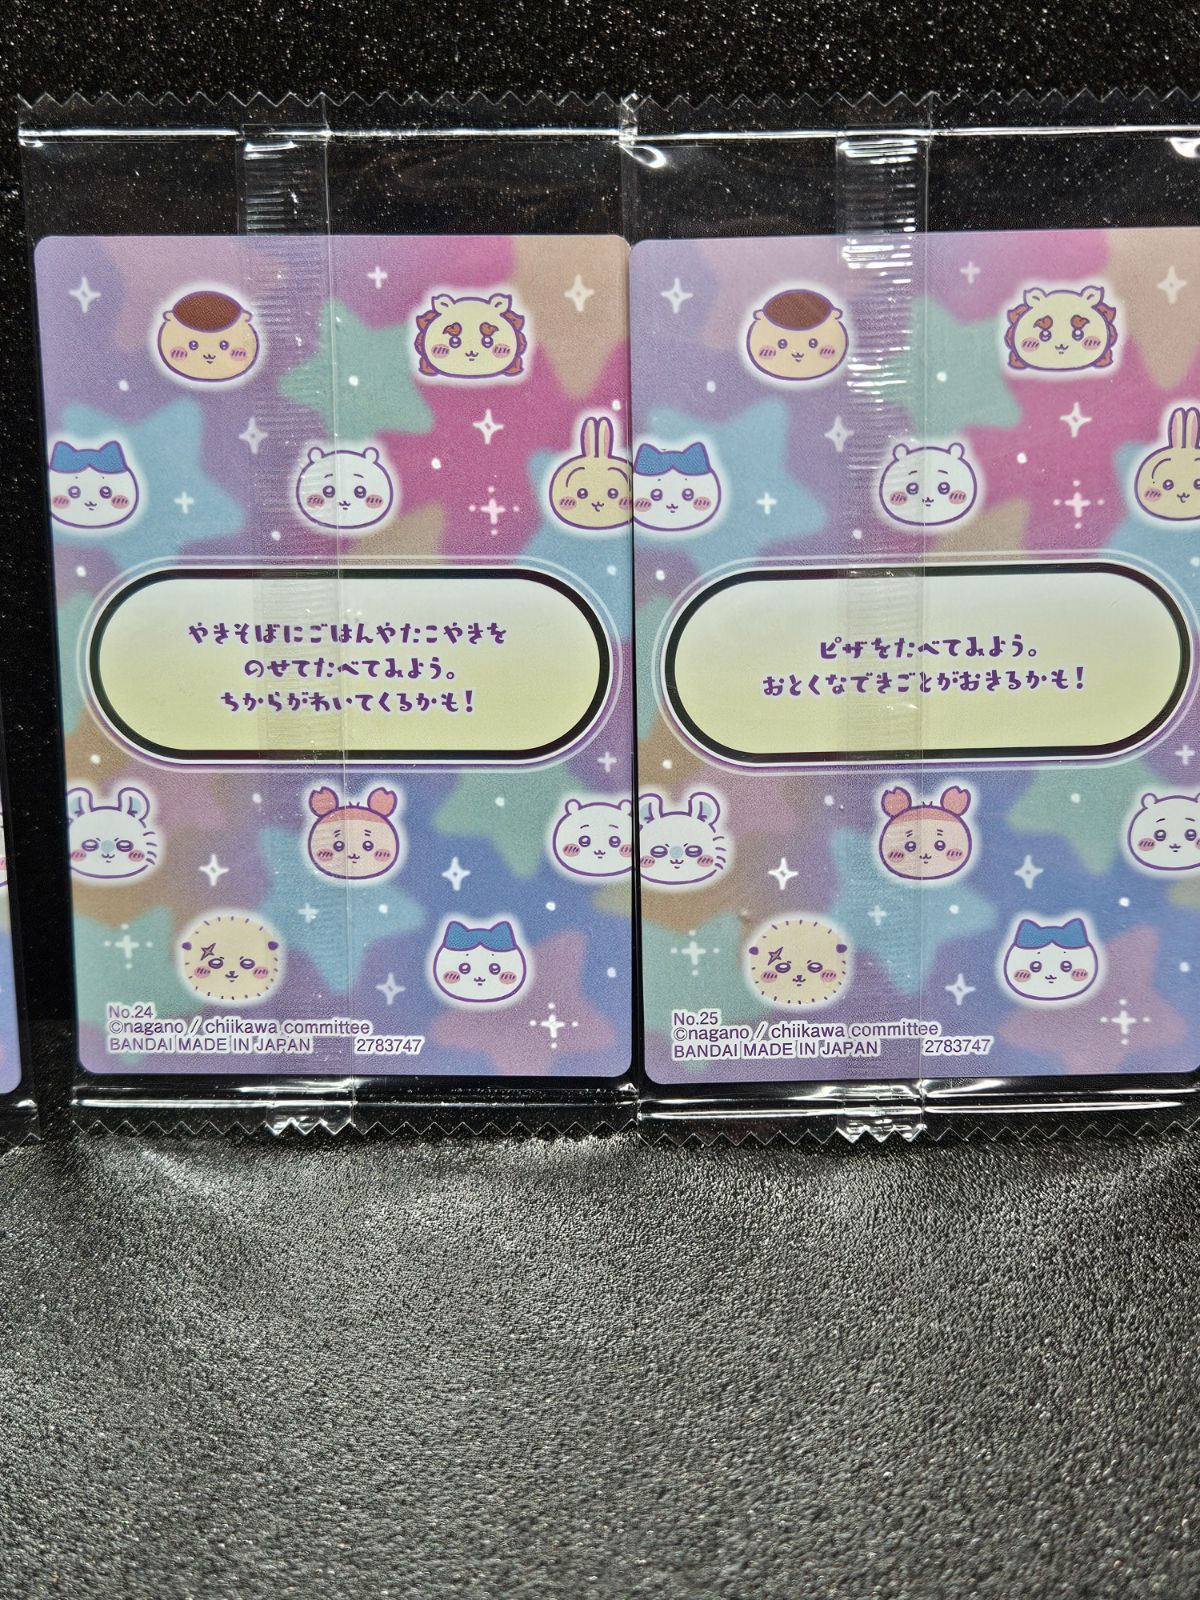 やきそばにごはんやたこやきを
のせてたべてみよう。
ちからがわいてくるかも!
No.24
©nagano / chiikawa committee
BANDAI MADE IN JAPAN 2783747
ピザをたべてみよう。
おとくなできごとがおきるかも!
No.25
©nagano / chiikawa committee
BANDAI MADE IN JAPAN 2783747